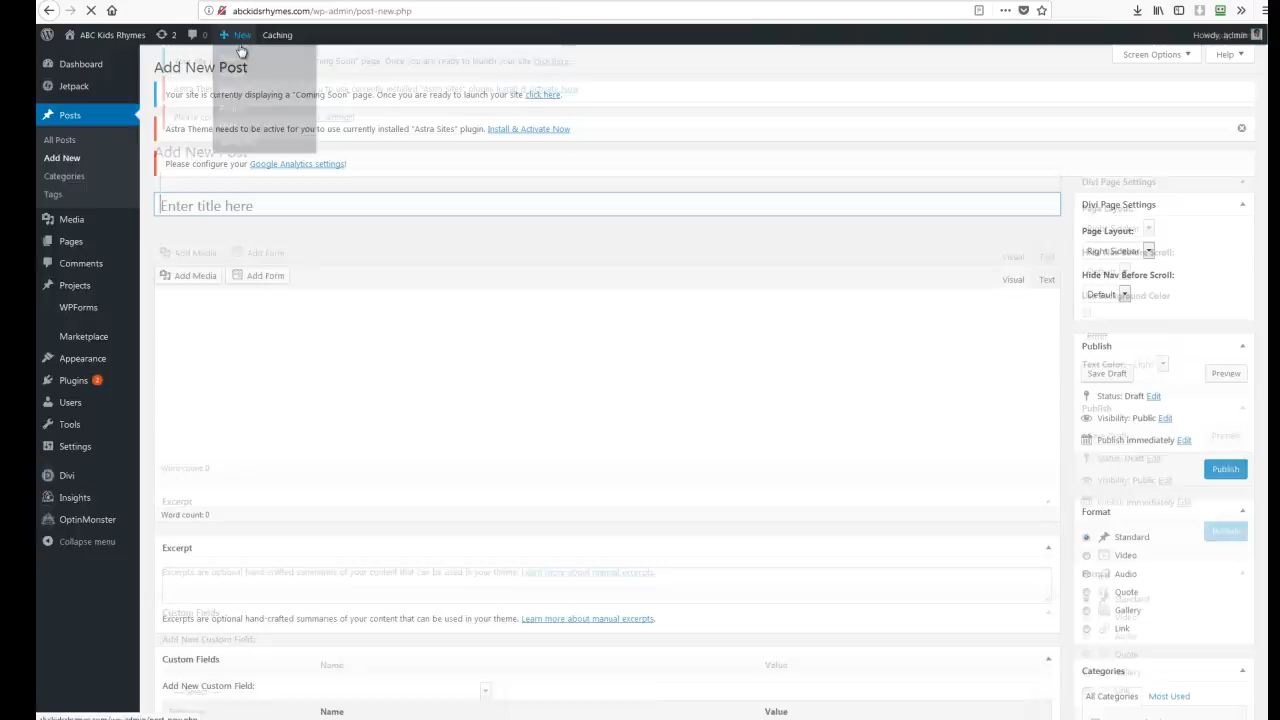 abckidsrhymes.com/wp-admin/post-new.php
ABC Kids Rhymes 2 0 New Caching Howdy, admin
Screen Options Help
Add New Post
Your site is currently displaying a "Coming Soon" page. Once you are ready to launch your site click here.
Astra Theme needs to be active for you to use currently installed "Astra Sites" plugin. Install & Activate Now
Please configure your Google Analytics settings!
Enter title here
Add Media Add Form Visual Text
Word count: 0
Excerpt
Excerpts are optional hand-crafted summaries of your content that can be used in your theme. Learn more about manual excerpts.
Custom Fields
Add New Custom Field:
Name Value
Dashboard
Jetpack
Posts
All Posts
Add New
Categories
Tags
Media
Pages
Comments
Projects
WPForms
Marketplace
Appearance
Plugins 2
Users
Tools
Settings
Divi
Insights
OptinMonster
Collapse menu
Divi Page Settings
Page Layout:
Right Sidebar
Hide Nav Before Scroll:
Default
Publish
Save Draft Preview
Status: Draft Edit
Visibility: Public Edit
Publish immediately Edit
Publish
Format
Standard
Video
Audio
Quote
Gallery
Link
Categories
All Categories Most Used